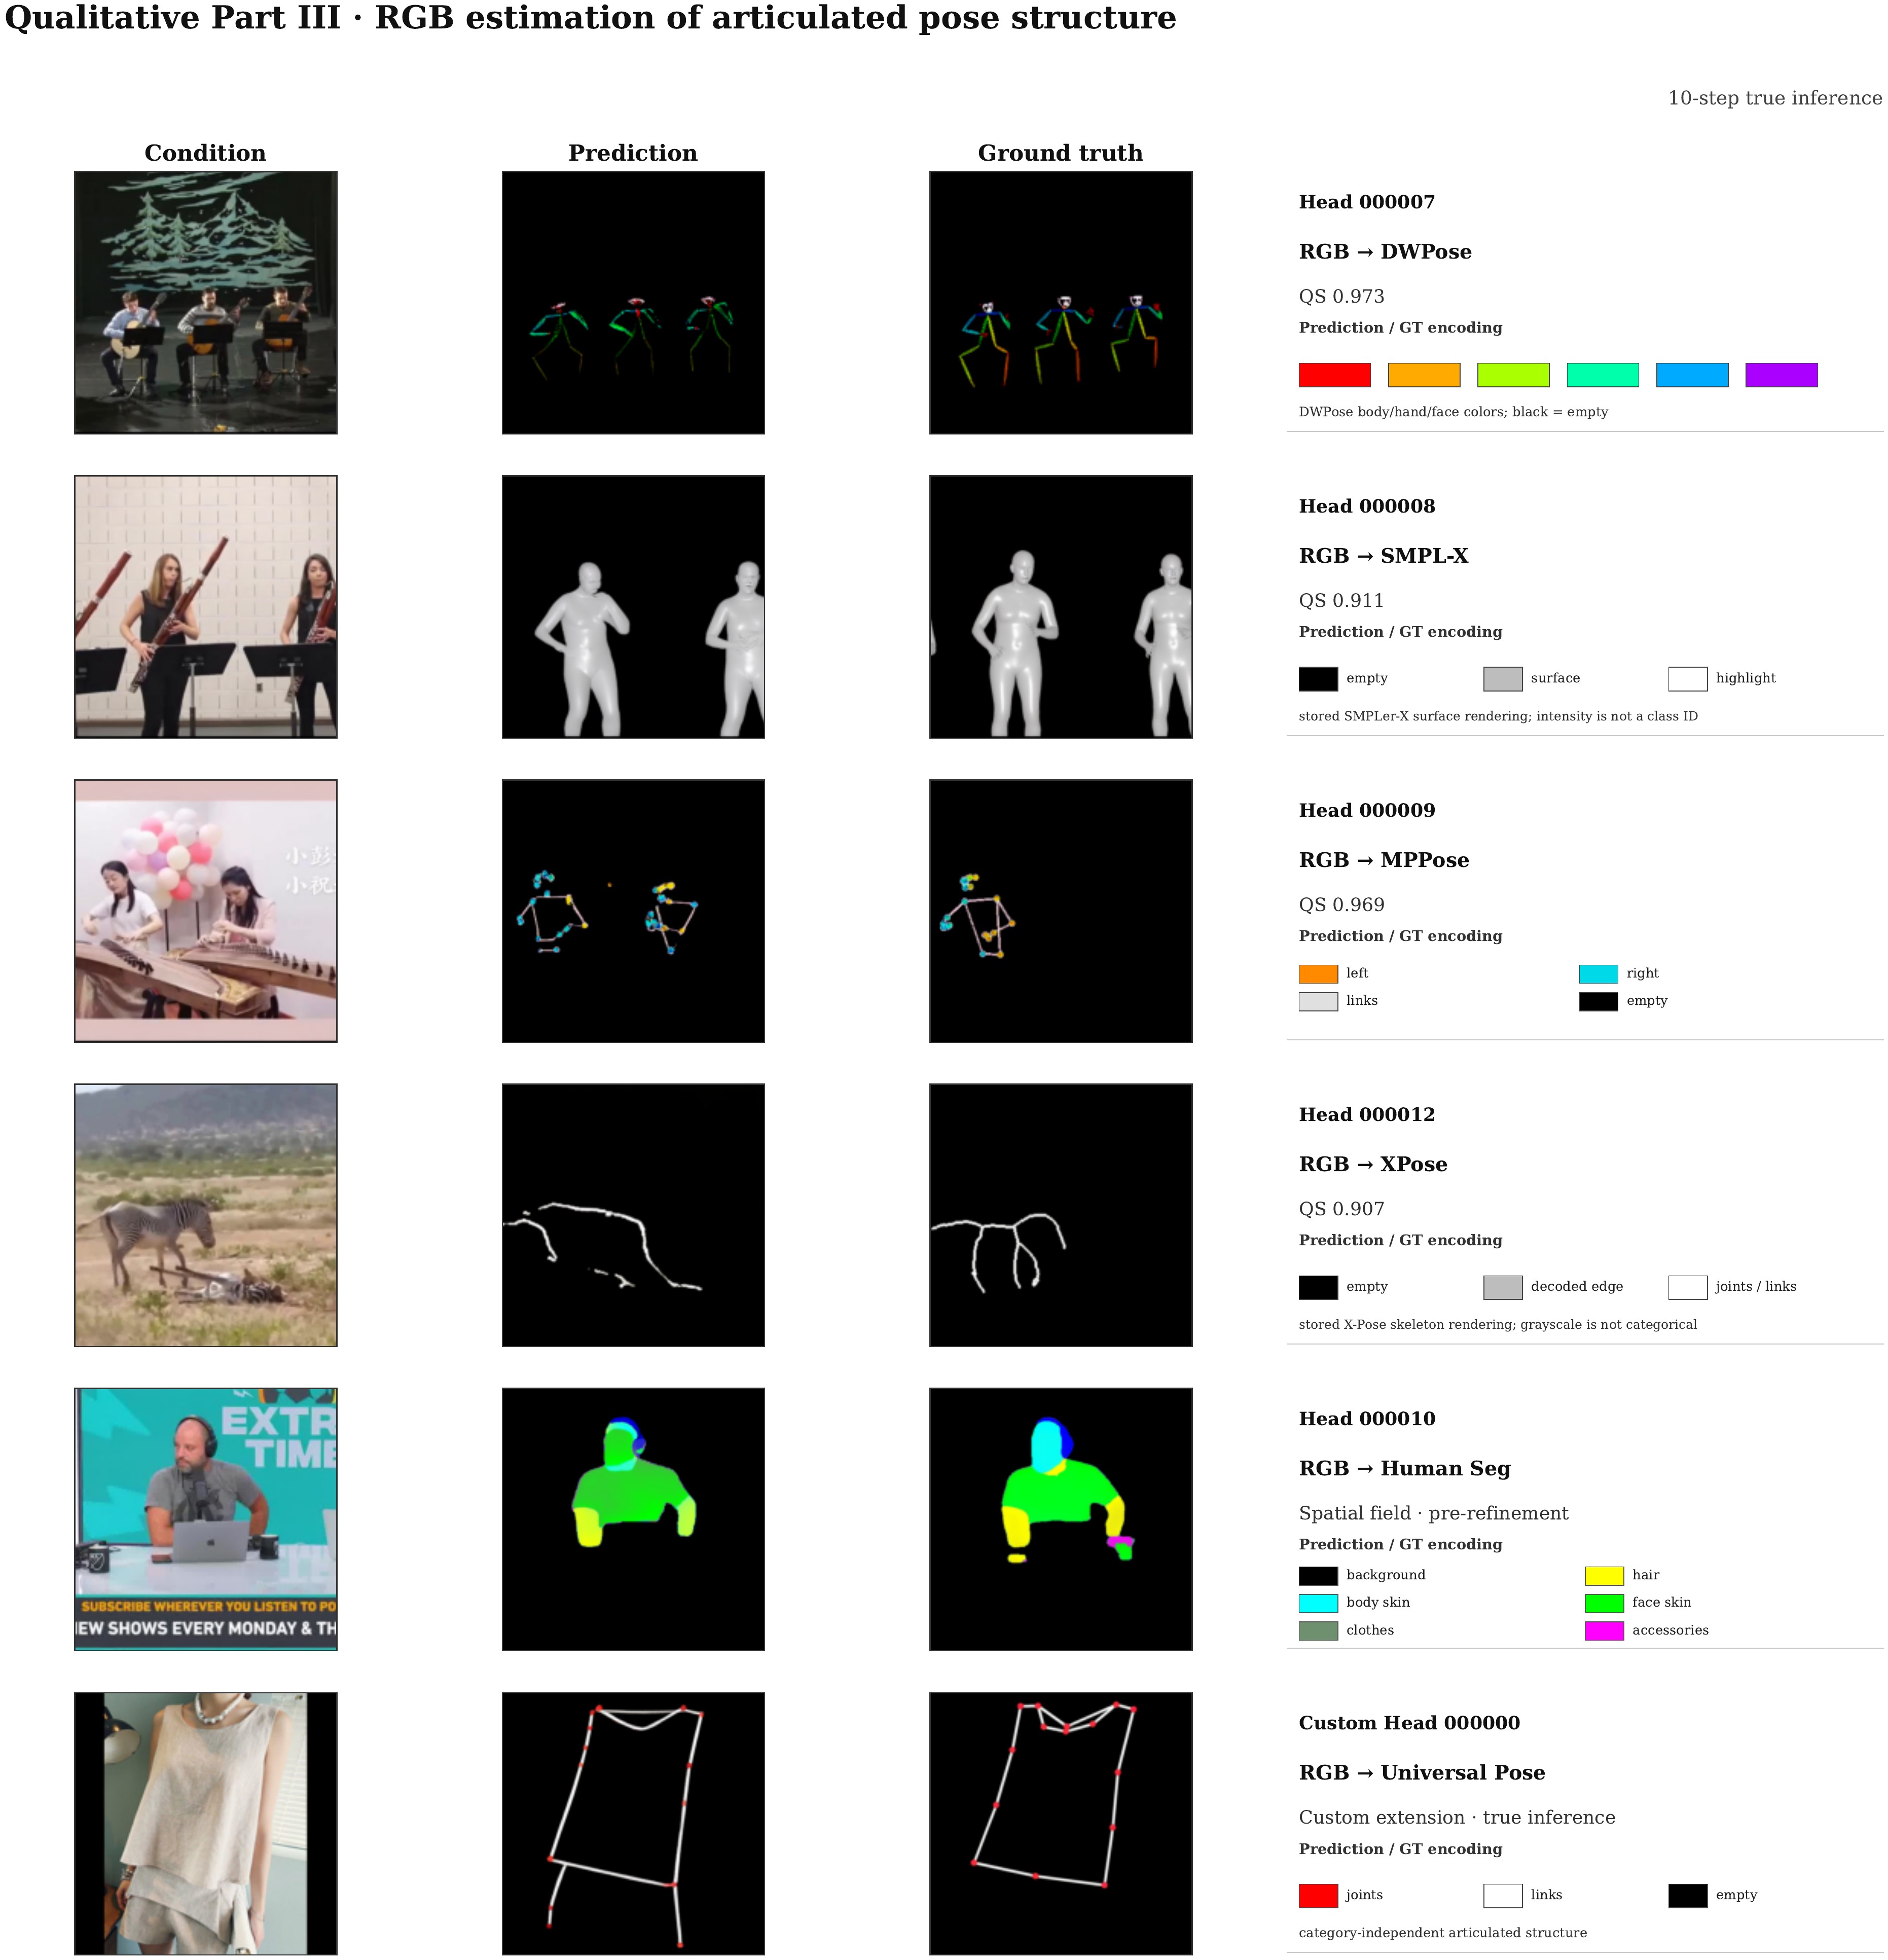 Qualitative Part III · RGB estimation of articulated pose structure
10-step true inference
Condition Prediction Ground truth
Head 000007
RGB → DWPose
QS 0.973
Prediction / GT encoding
DWPose body/hand/face colors; black = empty
Head 000008
RGB → SMPL-X
QS 0.911
Prediction / GT encoding
empty surface highlight
stored SMPLer-X surface rendering; intensity is not a class ID
小彭
小祝
Head 000009
RGB → MPPose
QS 0.969
Prediction / GT encoding
left right
links empty
Head 000012
RGB → XPose
QS 0.907
Prediction / GT encoding
empty decoded edge joints / links
stored X-Pose skeleton rendering; grayscale is not categorical
EXTR
TIME
SUBSCRIBE WHEREVER YOU LISTEN TO PO
IEW SHOWS EVERY MONDAY & TH
Head 000010
RGB → Human Seg
Spatial field · pre-refinement
Prediction / GT encoding
background hair
body skin face skin
clothes accessories
Custom Head 000000
RGB → Universal Pose
Custom extension · true inference
Prediction / GT encoding
joints links empty
category-independent articulated structure